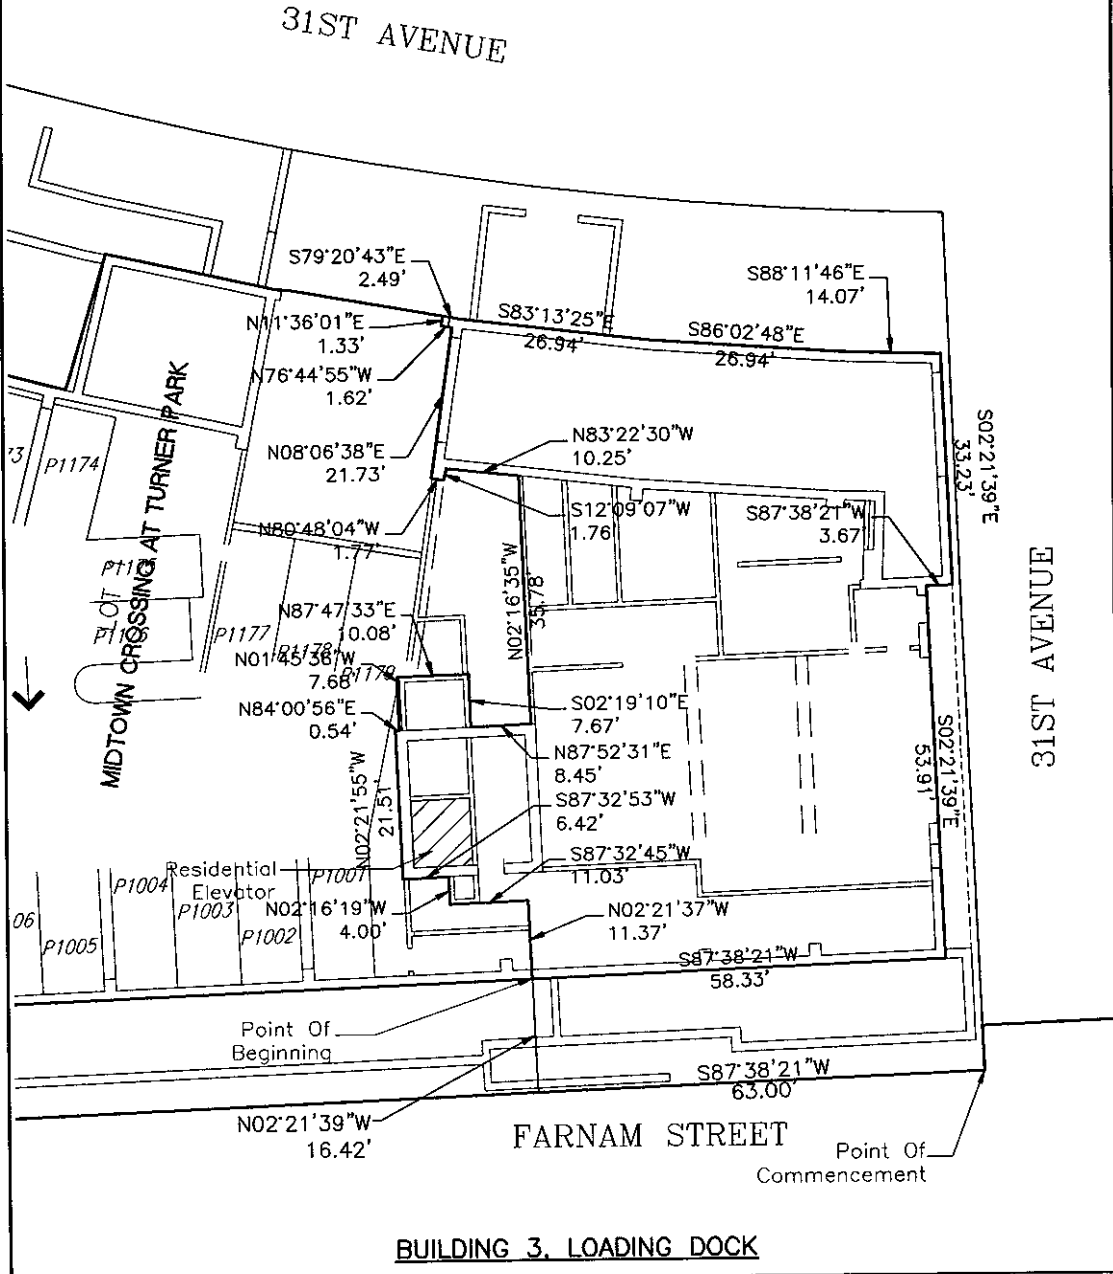 31ST AVENUE
S79°20'43"E
2.49'
S88°11'46"E
14.07'
N11°36'01"E
1.33'
S83°13'25"E
26.94'
S86°02'48"E
26.94'
N76°44'55"W
1.62'
N08°06'38"E
21.73'
N83°22'30"W
10.25'
S02°21'39"E
33.23'
P1174
N80°48'04"W
1.77'
S12°09'07"W
1.76
S87°38'21"W
3.67
MIDTOWN CROSSING AT TURNER PARK
LOT
N02°16'35"W
35.78'
31ST AVENUE
N87°47'33"E
10.08'
P1177
P1178
P1179
N01°45'36"W
7.68'
N84°00'56"E
0.54'
S02°19'10"E
7.67'
N87°52'31"E
8.45'
S02°21'39"E
53.91'
N02°21'55"W
21.51'
S87°32'53"W
6.42'
S87°32'45"W
11.03'
Residential
Elevator
P1001
P1004
P1003
P1002
06
P1005
N02°16'19"W
4.00'
N02°21'37"W
11.37'
S87°38'21"W
58.33'
Point Of
Beginning
S87°38'21"W
63.00'
N02°21'39"W
16.42'
FARNAM STREET
Point Of
Commencement
BUILDING 3, LOADING DOCK